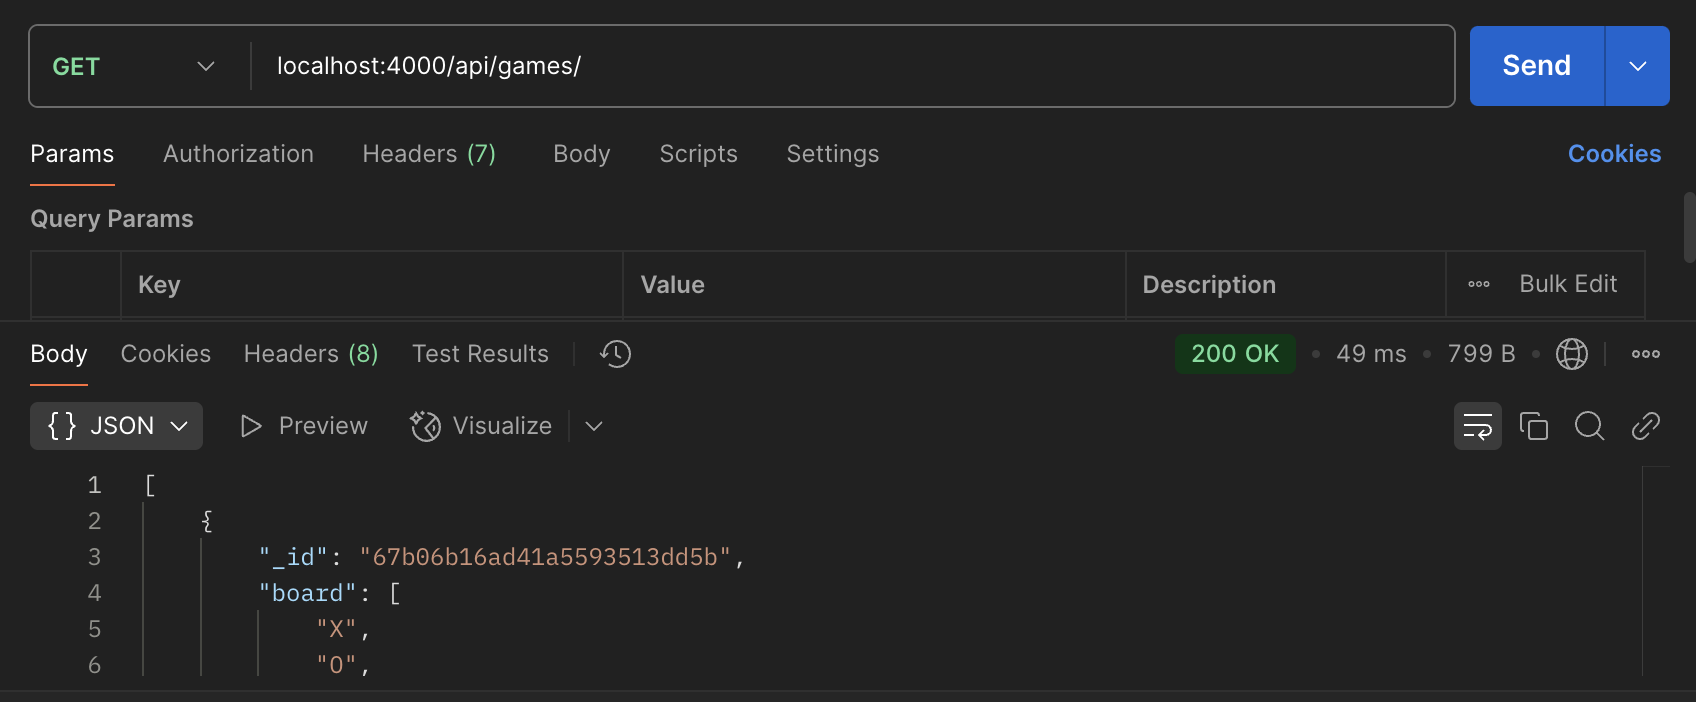 GET localhost:4000/api/games/ Send
Params Authorization Headers (7) Body Scripts Settings Cookies
Query Params
Key Value Description Bulk Edit
Body Cookies Headers (8) Test Results 200 OK • 49 ms • 799 B •
{} JSON Preview Visualize
1 [
2 {
3 "_id": "67b06b16ad41a5593513dd5b",
4 "board": [
5 "X",
6 "O",